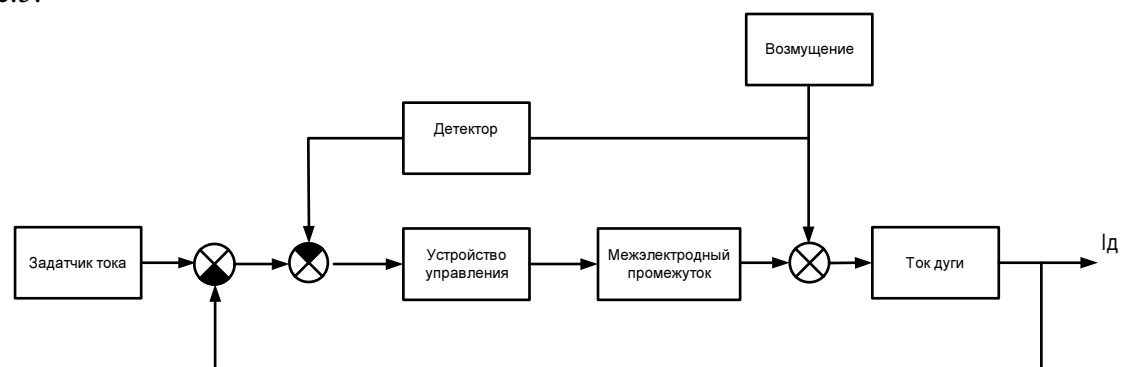 Возмущение
Детектор
Задатчик тока
Устройство
управления
Межэлектродный
промежуток
Ток дуги
Iд